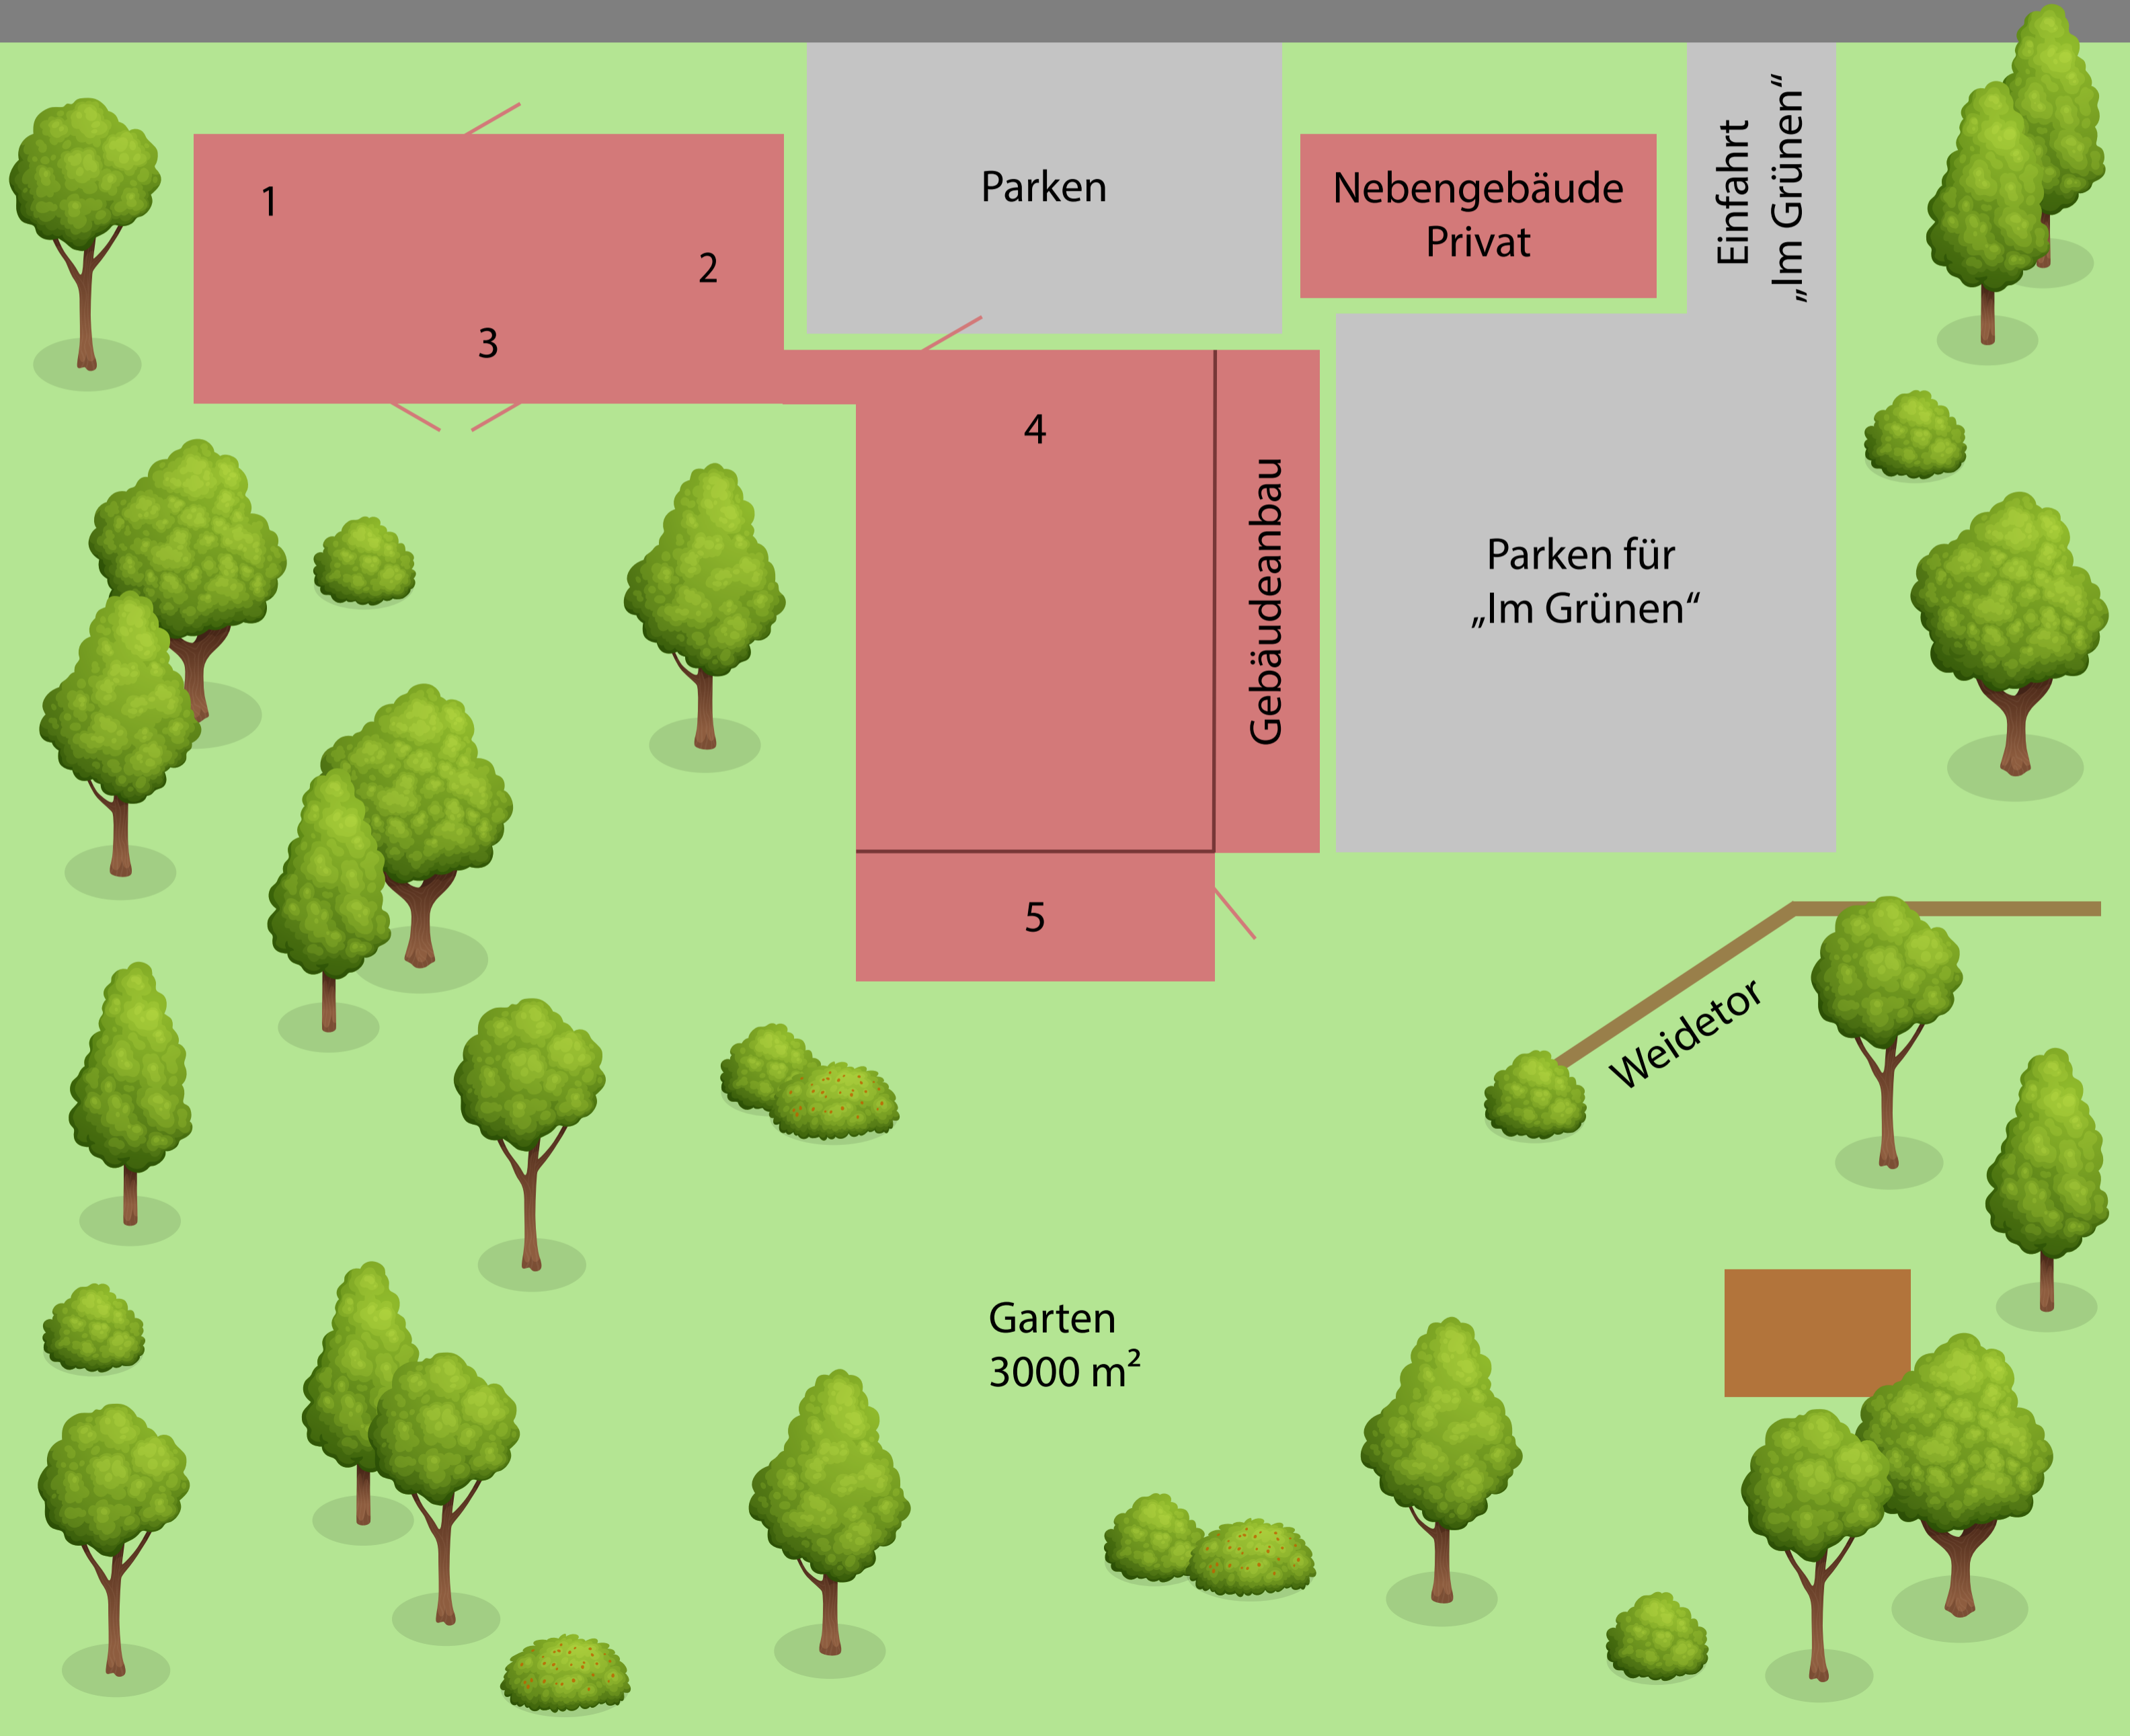 1
2
3
Parken
Nebengebäude
Privat
Einfahrt
„Im Grünen“
4
Gebäudeanbau
Parken für
„Im Grünen“
5
Weidetor
Garten
3000 m²